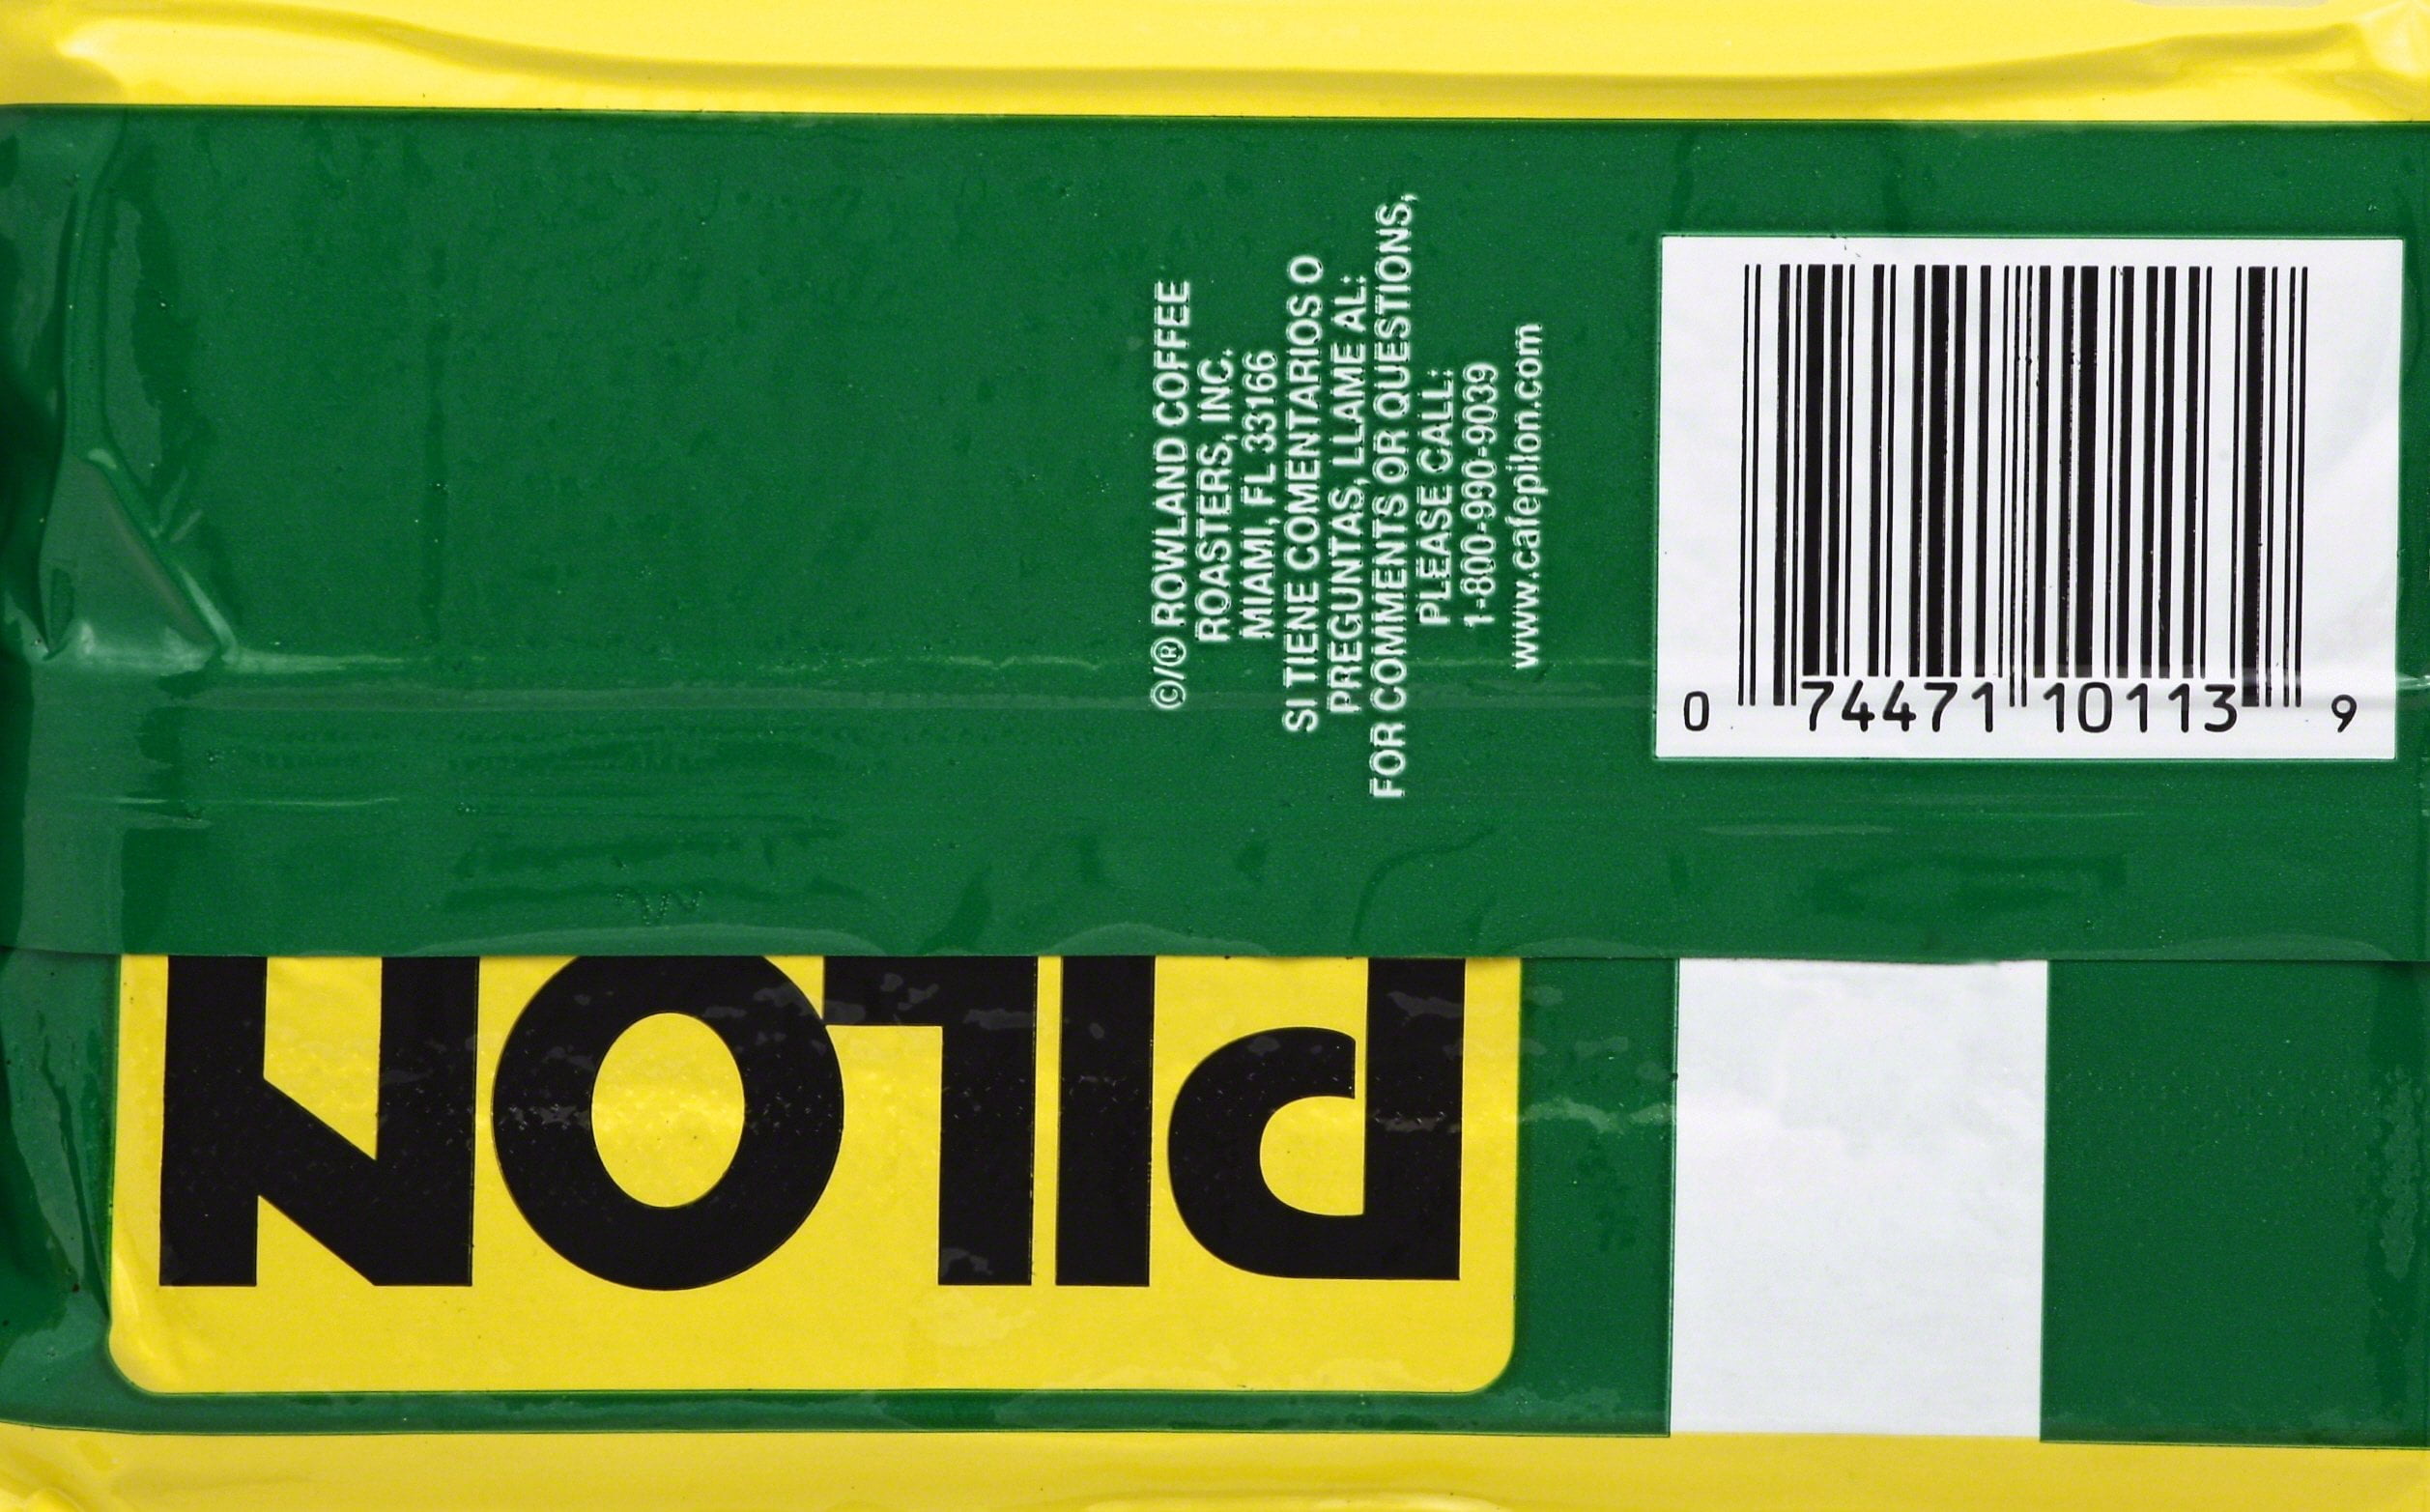 ©/® ROWLAND COFFEE
ROASTERS, INC.
MIAMI, FL 33166
SI TIENE COMENTARIOS O
PREGUNTAS, LLAME AL:
FOR COMMENTS OR QUESTIONS,
PLEASE CALL:
1-800-990-9039
www.cafepilon.com
0 74471 10113 9
PILON